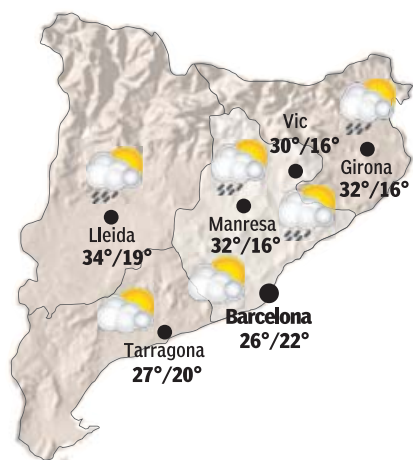 Vic
30°/16°
Girona
32°/16°
Lleida
34°/19°
Manresa
32°/16°
Barcelona
26°/22°
Tarragona
27°/20°